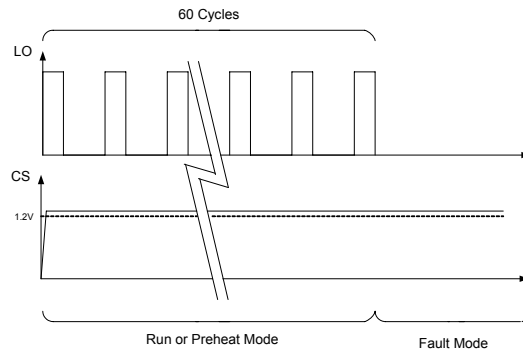 60 Cycles
LO
CS
1.2V
Run or Preheat Mode
Fault Mode